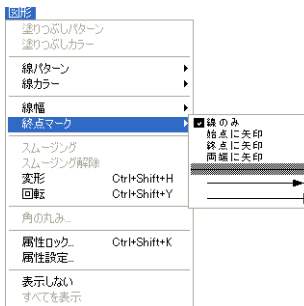 図形
塗りつぶしパターン
塗りつぶしカラー
線パターン
線カラー
線幅
終点マーク
線のみ
始点に矢印
終点に矢印
両端に矢印
スムージング
スムージング解除
変形 Ctrl+Shift+H
回転 Ctrl+Shift+Y
角の丸み...
属性ロック... Ctrl+Shift+K
属性設定...
表示しない
すべてを表示